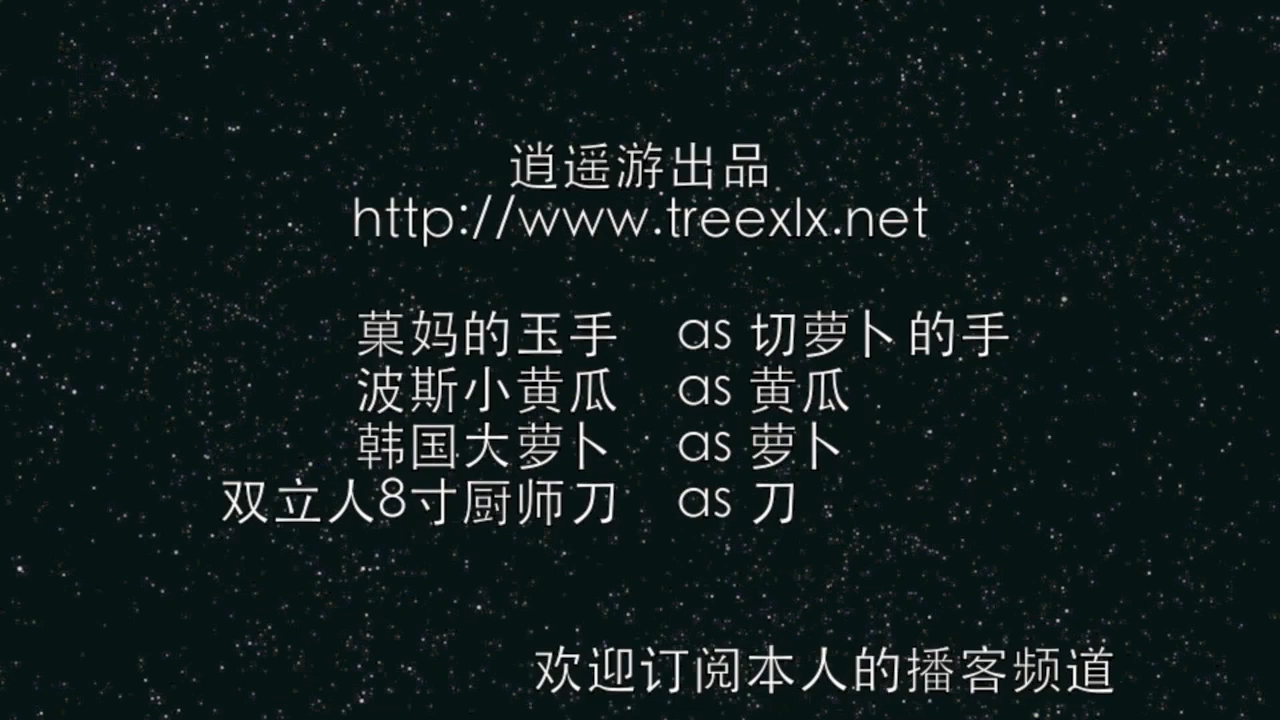 逍遥游出品
http://www.treexlx.net
菓妈的玉手 as 切萝卜的手
波斯小黄瓜 as 黄瓜
韩国大萝卜 as 萝卜
双立人8寸厨师刀 as 刀
欢迎订阅本人的播客频道